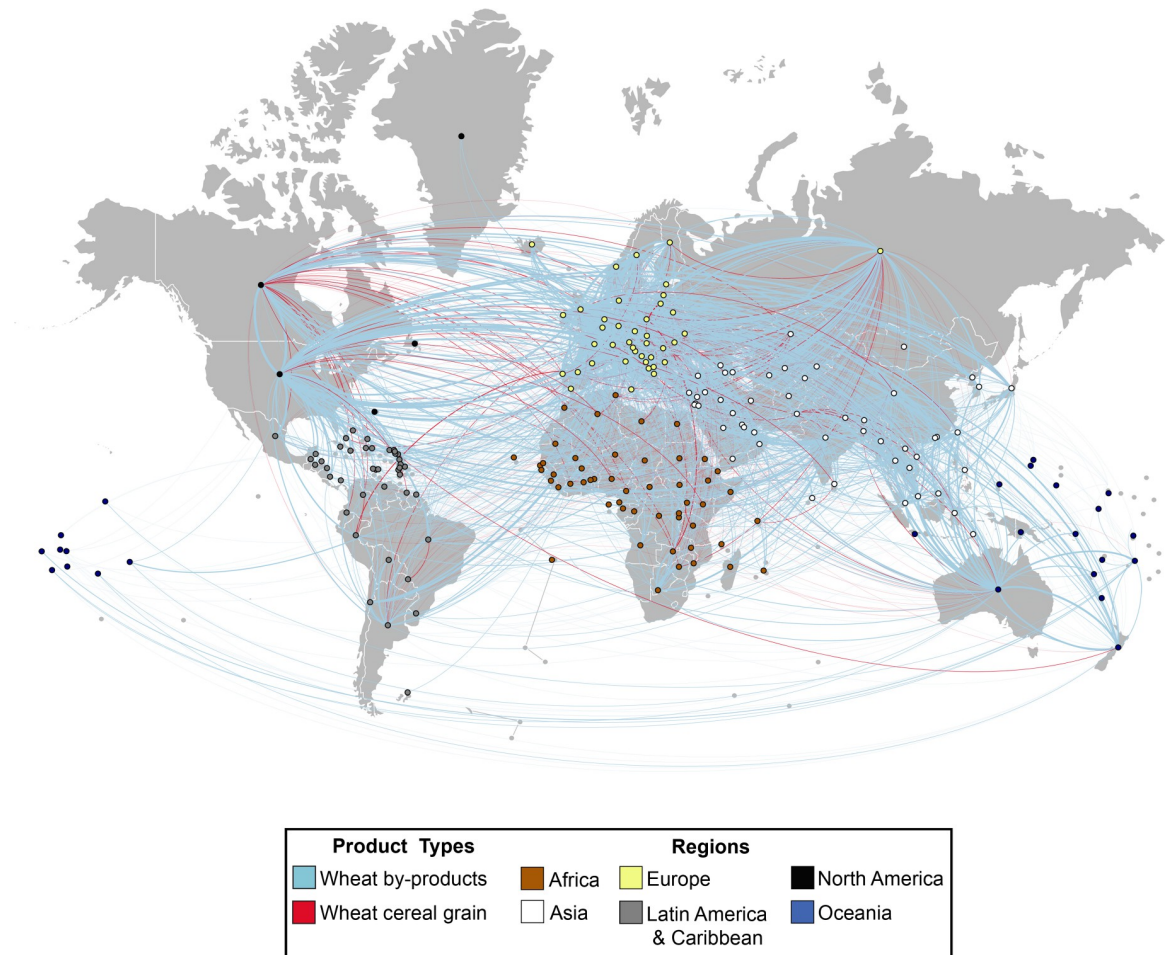 Product Types
Regions
Wheat by-products
Africa
Europe
North America
Wheat cereal grain
Asia
Latin America
& Caribbean
Oceania